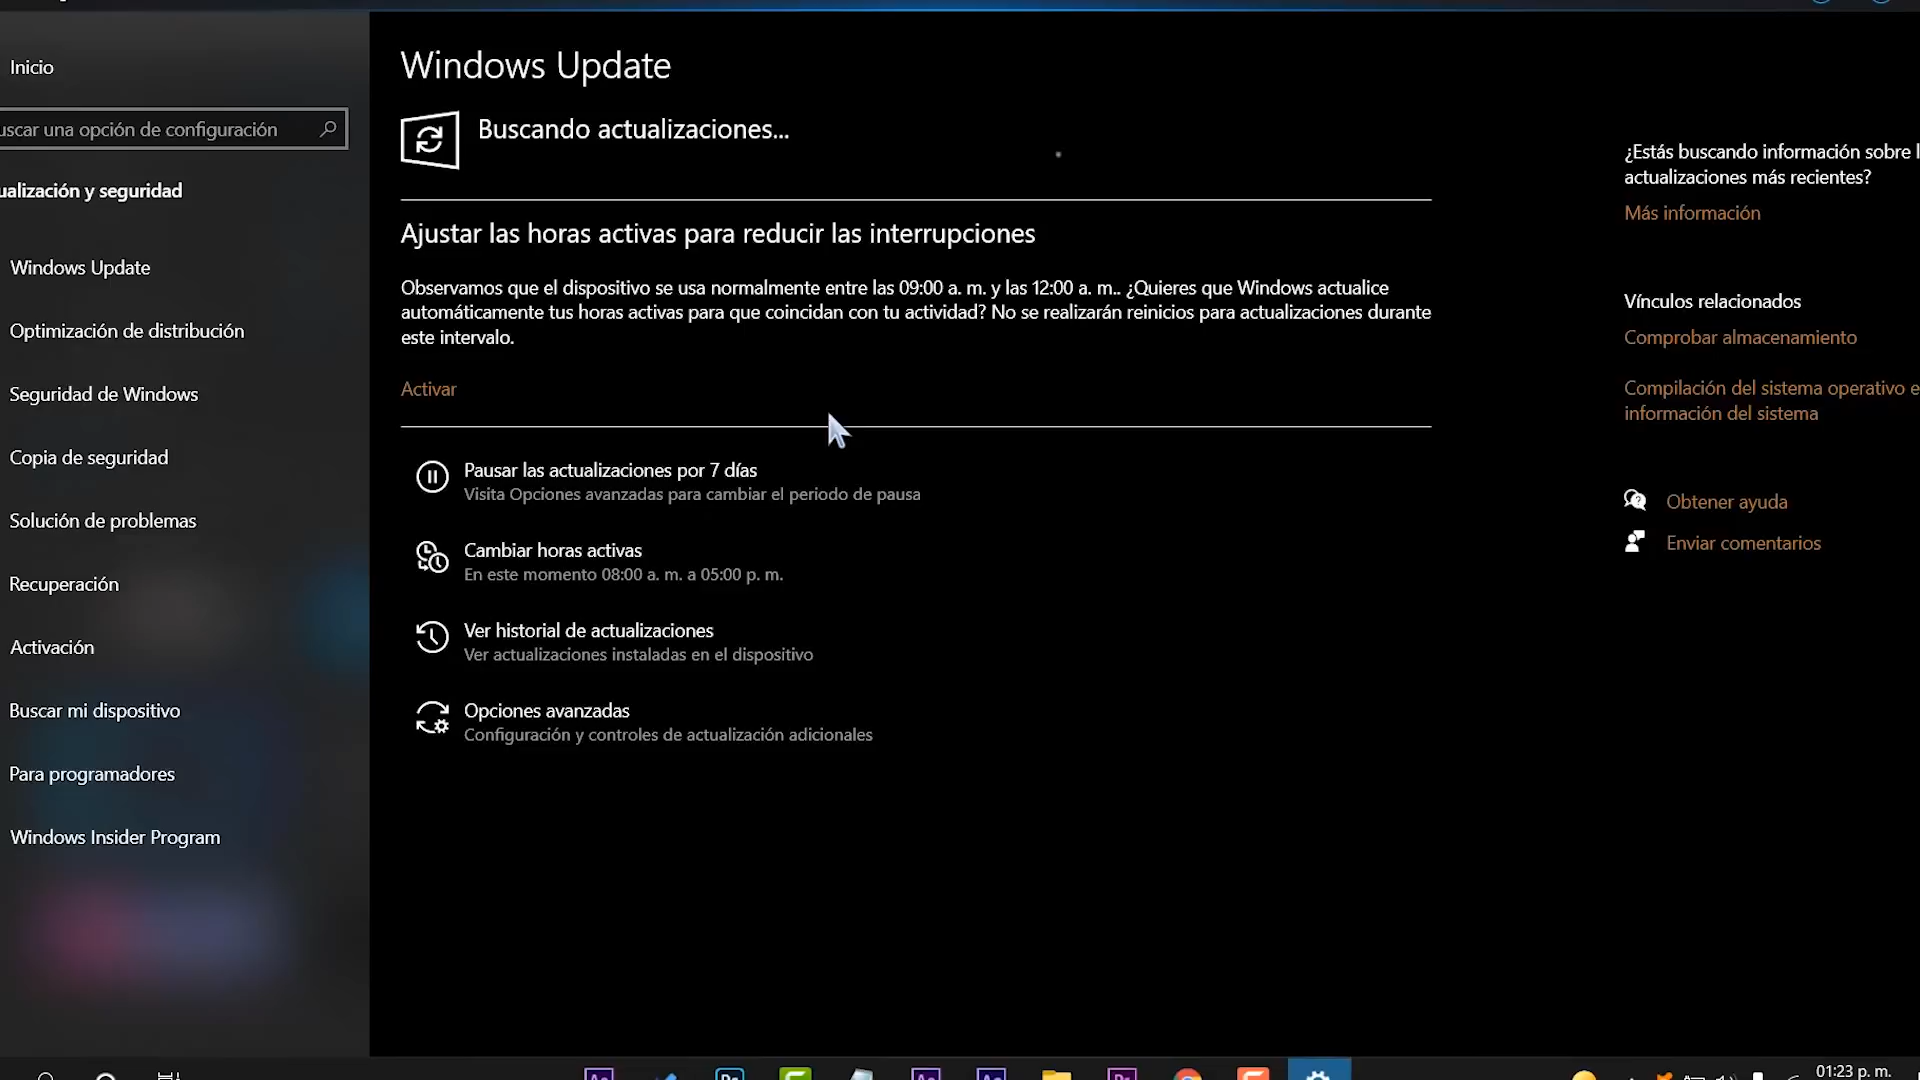 Inicio
uscar una opción de configuración
ualización y seguridad
Windows Update
Optimización de distribución
Seguridad de Windows
Copia de seguridad
Solución de problemas
Recuperación
Activación
Buscar mi dispositivo
Para programadores
Windows Insider Program
Windows Update
Buscando actualizaciones...
Ajustar las horas activas para reducir las interrupciones
Observamos que el dispositivo se usa normalmente entre las 09:00 a. m. y las 12:00 a. m.. ¿Quieres que Windows actualice
automáticamente tus horas activas para que coincidan con tu actividad? No se realizarán reinicios para actualizaciones durante
este intervalo.
Activar
Pausar las actualizaciones por 7 días
Visita Opciones avanzadas para cambiar el periodo de pausa
Cambiar horas activas
En este momento 08:00 a. m. a 05:00 p. m.
Ver historial de actualizaciones
Ver actualizaciones instaladas en el dispositivo
Opciones avanzadas
Configuración y controles de actualización adicionales
¿Estás buscando información sobre l
actualizaciones más recientes?
Más información
Vínculos relacionados
Comprobar almacenamiento
Compilación del sistema operativo e
información del sistema
Obtener ayuda
Enviar comentarios
01:23 p. m.